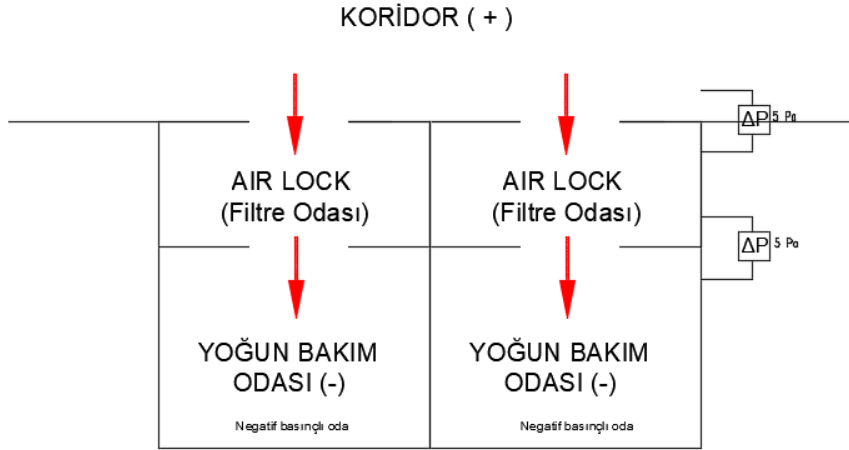 KORİDOR ( + )
ΔP 5 Pa
AIR LOCK
(Filtre Odası)
AIR LOCK
(Filtre Odası)
ΔP 5 Pa
YOĞUN BAKIM
ODASI (-)
Negatif basınçlı oda
YOĞUN BAKIM
ODASI (-)
Negatif basınçlı oda